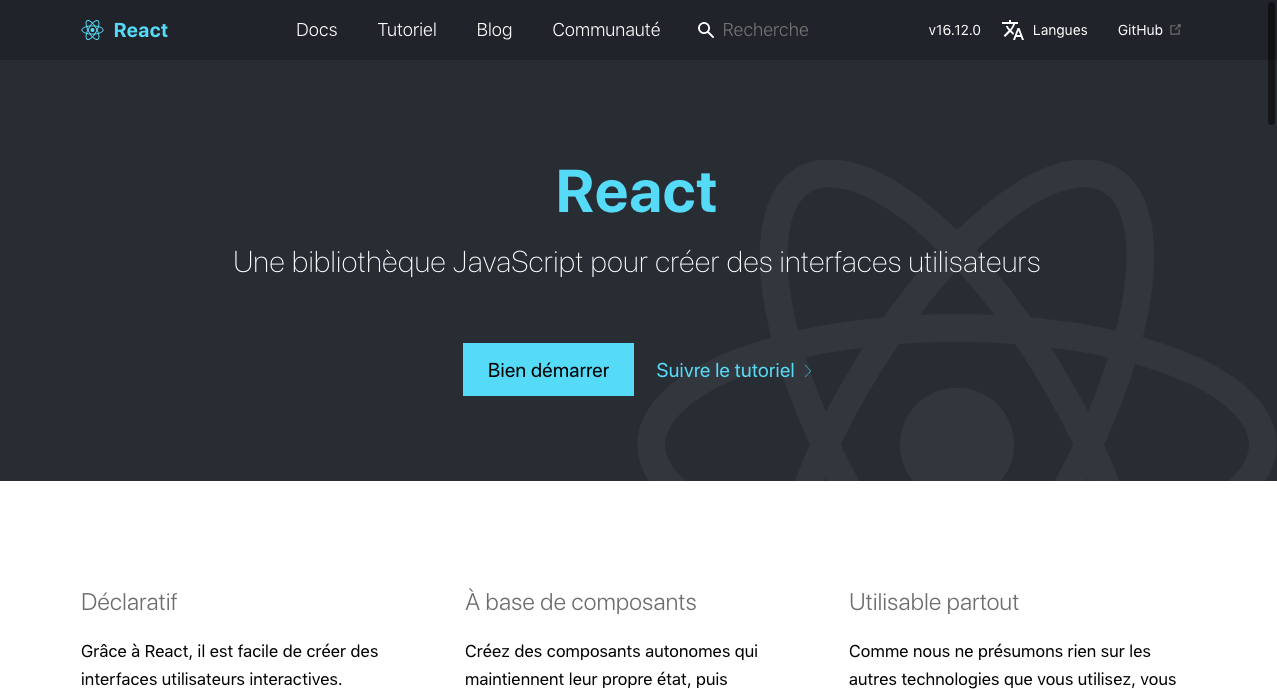 React Docs Tutoriel Blog Communauté Recherche v16.12.0 Langues GitHub
React
Une bibliothèque JavaScript pour créer des interfaces utilisateurs
Bien démarrer Suivre le tutoriel
Déclaratif
Grâce à React, il est facile de créer des
interfaces utilisateurs interactives.
À base de composants
Créez des composants autonomes qui
maintiennent leur propre état, puis
Utilisable partout
Comme nous ne présumons rien sur les
autres technologies que vous utilisez, vous